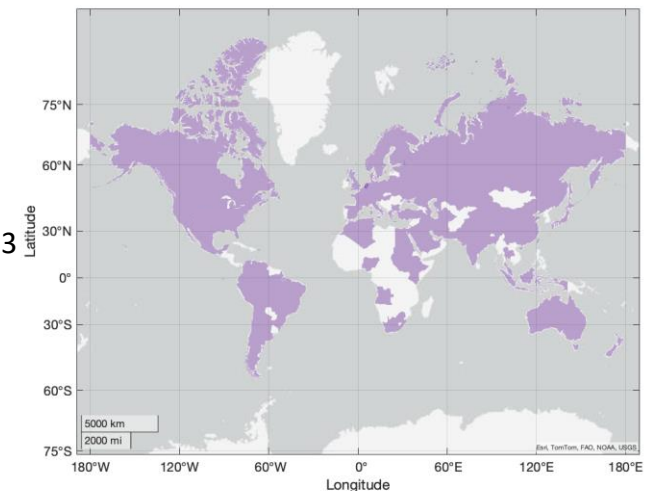 75°N
60°N
3
Latitude
30°N
0°
30°S
60°S
5000 km
2000 mi
Esri, TomTom, FAO, NOAA, USGS
75°S
180°W
120°W
60°W
0°
60°E
120°E
180°E
Longitude